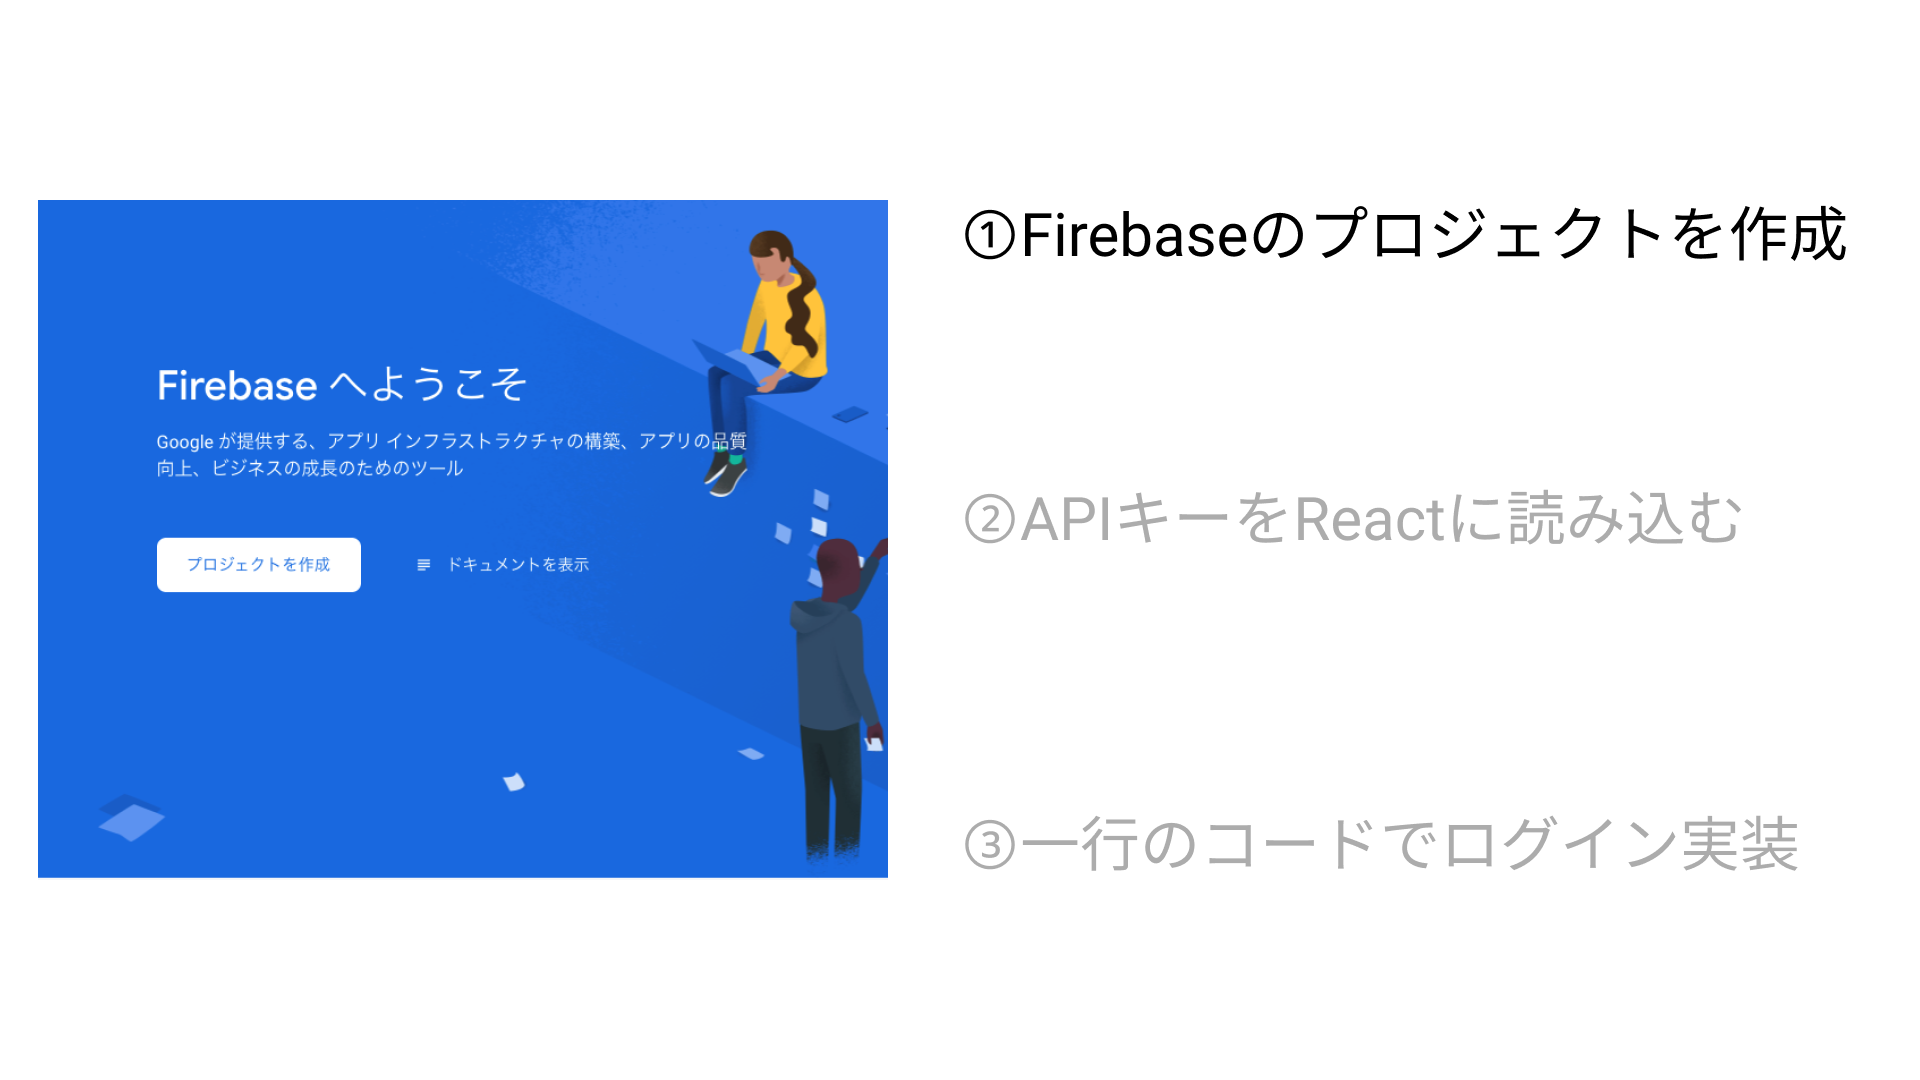 Firebase へようこそ
Google が提供する、アプリ インフラストラクチャの構築、アプリの品質
向上、ビジネスの成長のためのツール
プロジェクトを作成
ドキュメントを表示
①Firebaseのプロジェクトを作成
②APIキーをReactに読み込む
③一行のコードでログイン実装